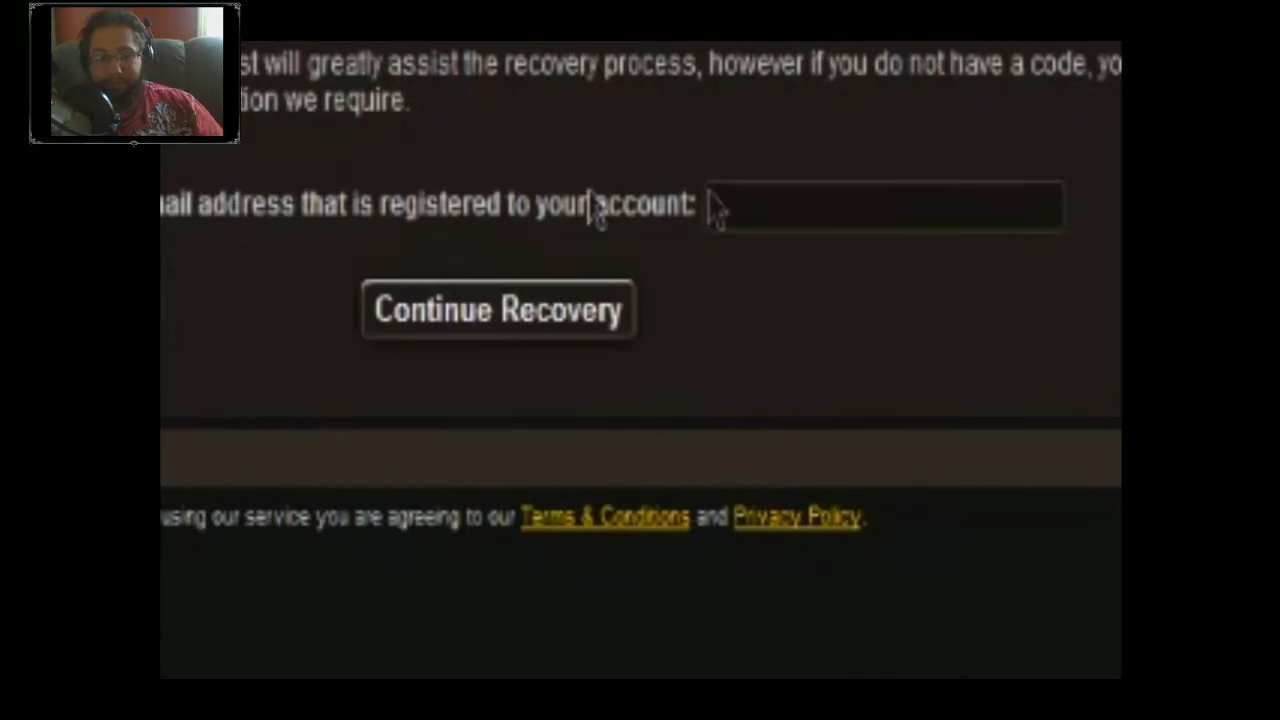 st will greatly assist the recovery process, however if you do not have a code, yo
tion we require.
ail address that is registered to your account:
Continue Recovery
using our service you are agreeing to our Terms & Conditions and Privacy Policy.